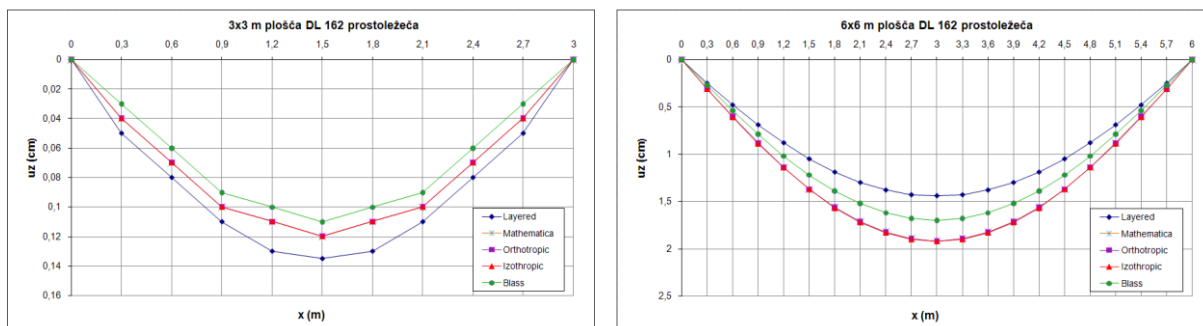 3x3 m plošča DL 162 prostoležeča
0 0,3 0,6 0,9 1,2 1,5 1,8 2,1 2,4 2,7 3
0
0,02
0,04
0,06
0,08
0,1
0,12
0,14
0,16
uz (cm)
Layered
Mathematica
Orthotropic
Izothropic
Blass
x (m)
6x6 m plošča DL 162 prostoležeča
0 0,3 0,6 0,9 1,2 1,5 1,8 2,1 2,4 2,7 3 3,3 3,6 3,9 4,2 4,5 4,8 5,1 5,4 5,7 6
0
0,5
1
1,5
2
2,5
uz (cm)
Layered
Mathematica
Orthotropic
Izothropic
Blass
x (m)